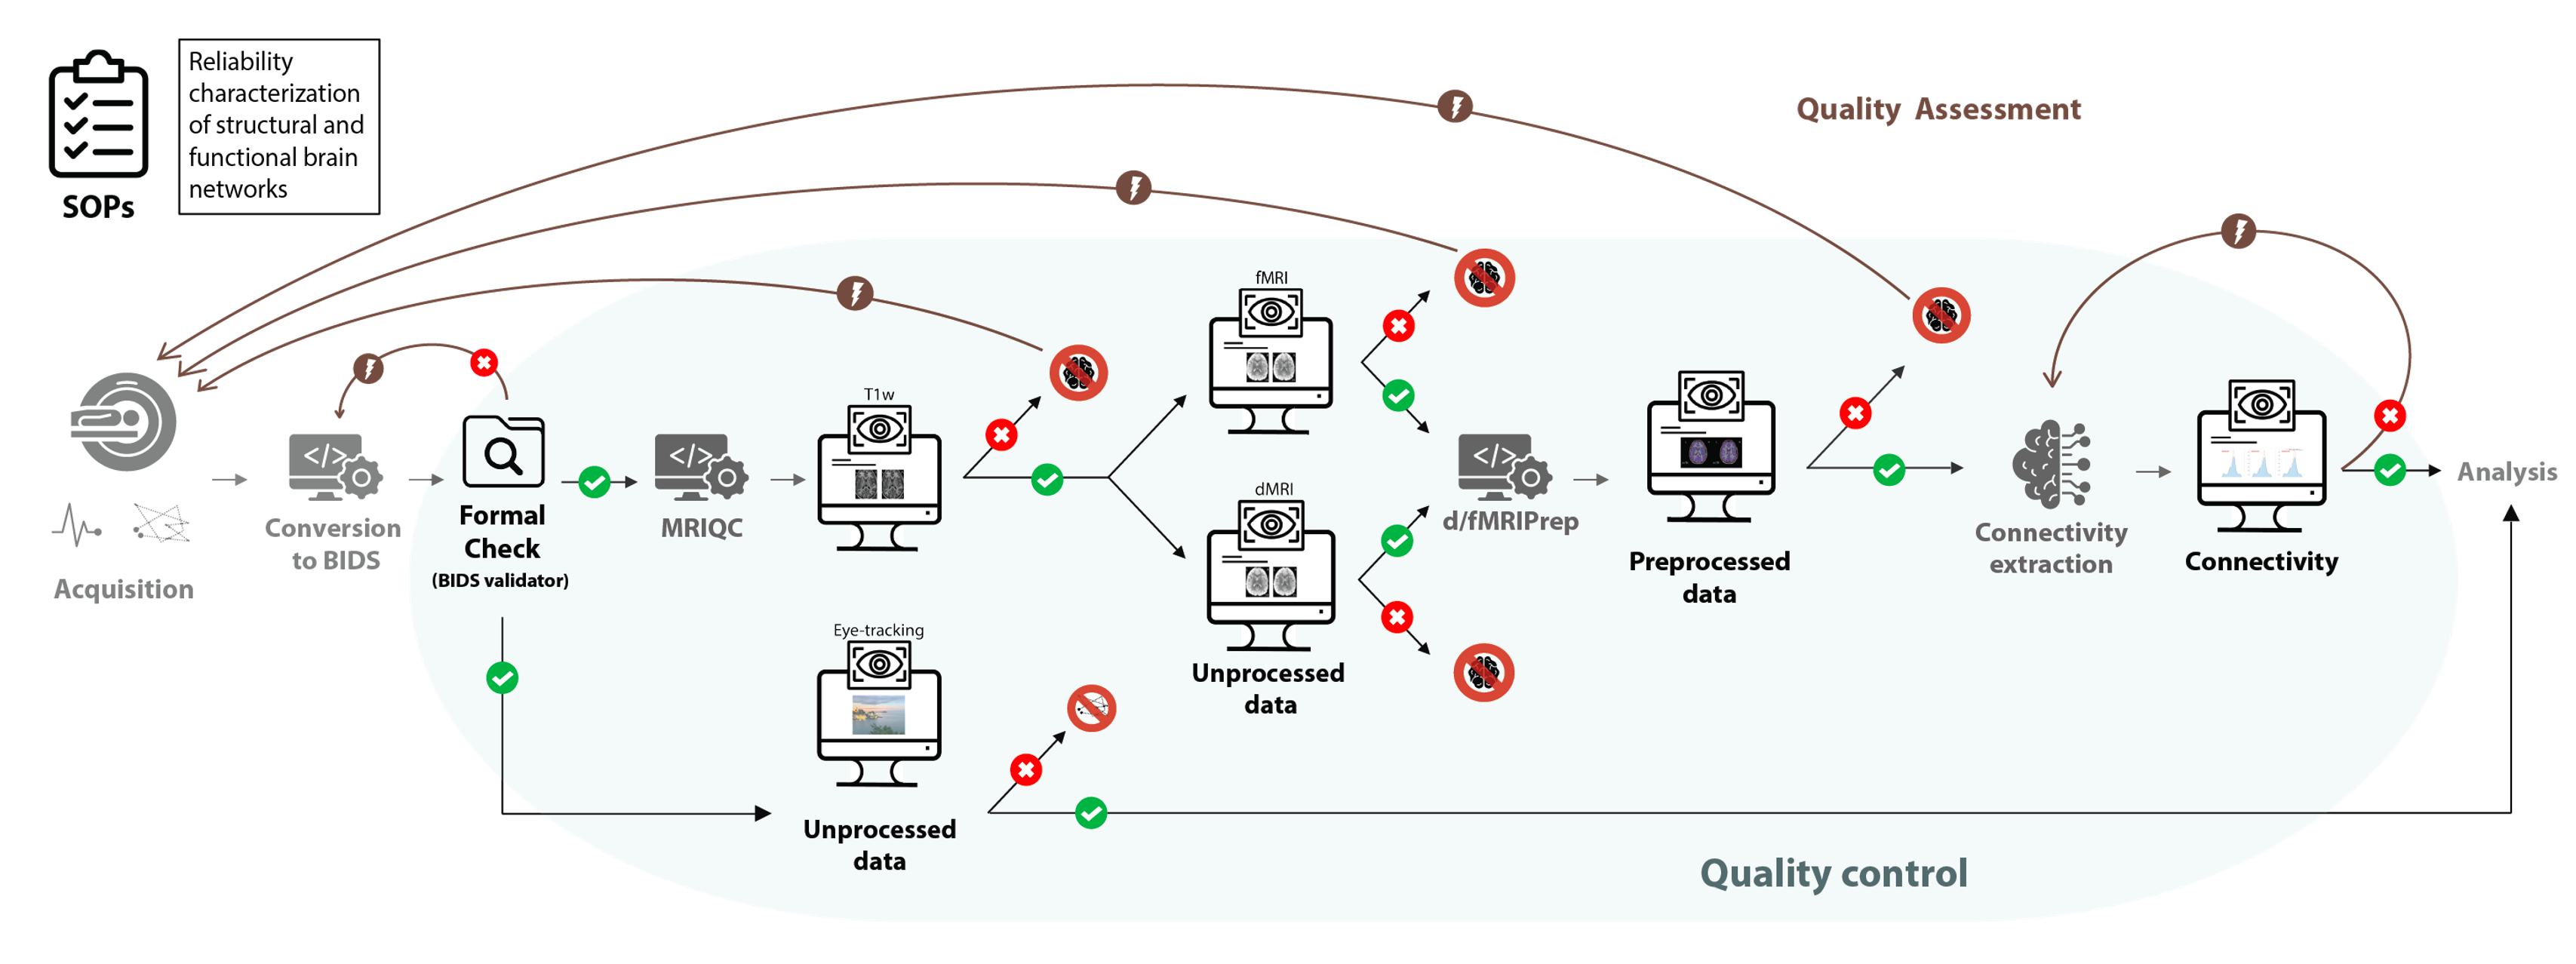 Reliability
characterization
of structural and
functional brain
networks
SOPs
Quality Assessment
Acquisition
</>
Conversion
to BIDS
Formal
Check
(BIDS validator)
</>
MRIQC
T1w
fMRI
dMRI
Unprocessed
data
Eye-tracking
Unprocessed
data
</>
d/fMRIPrep
Preprocessed
data
Connectivity
extraction
Connectivity
Analysis
Quality control